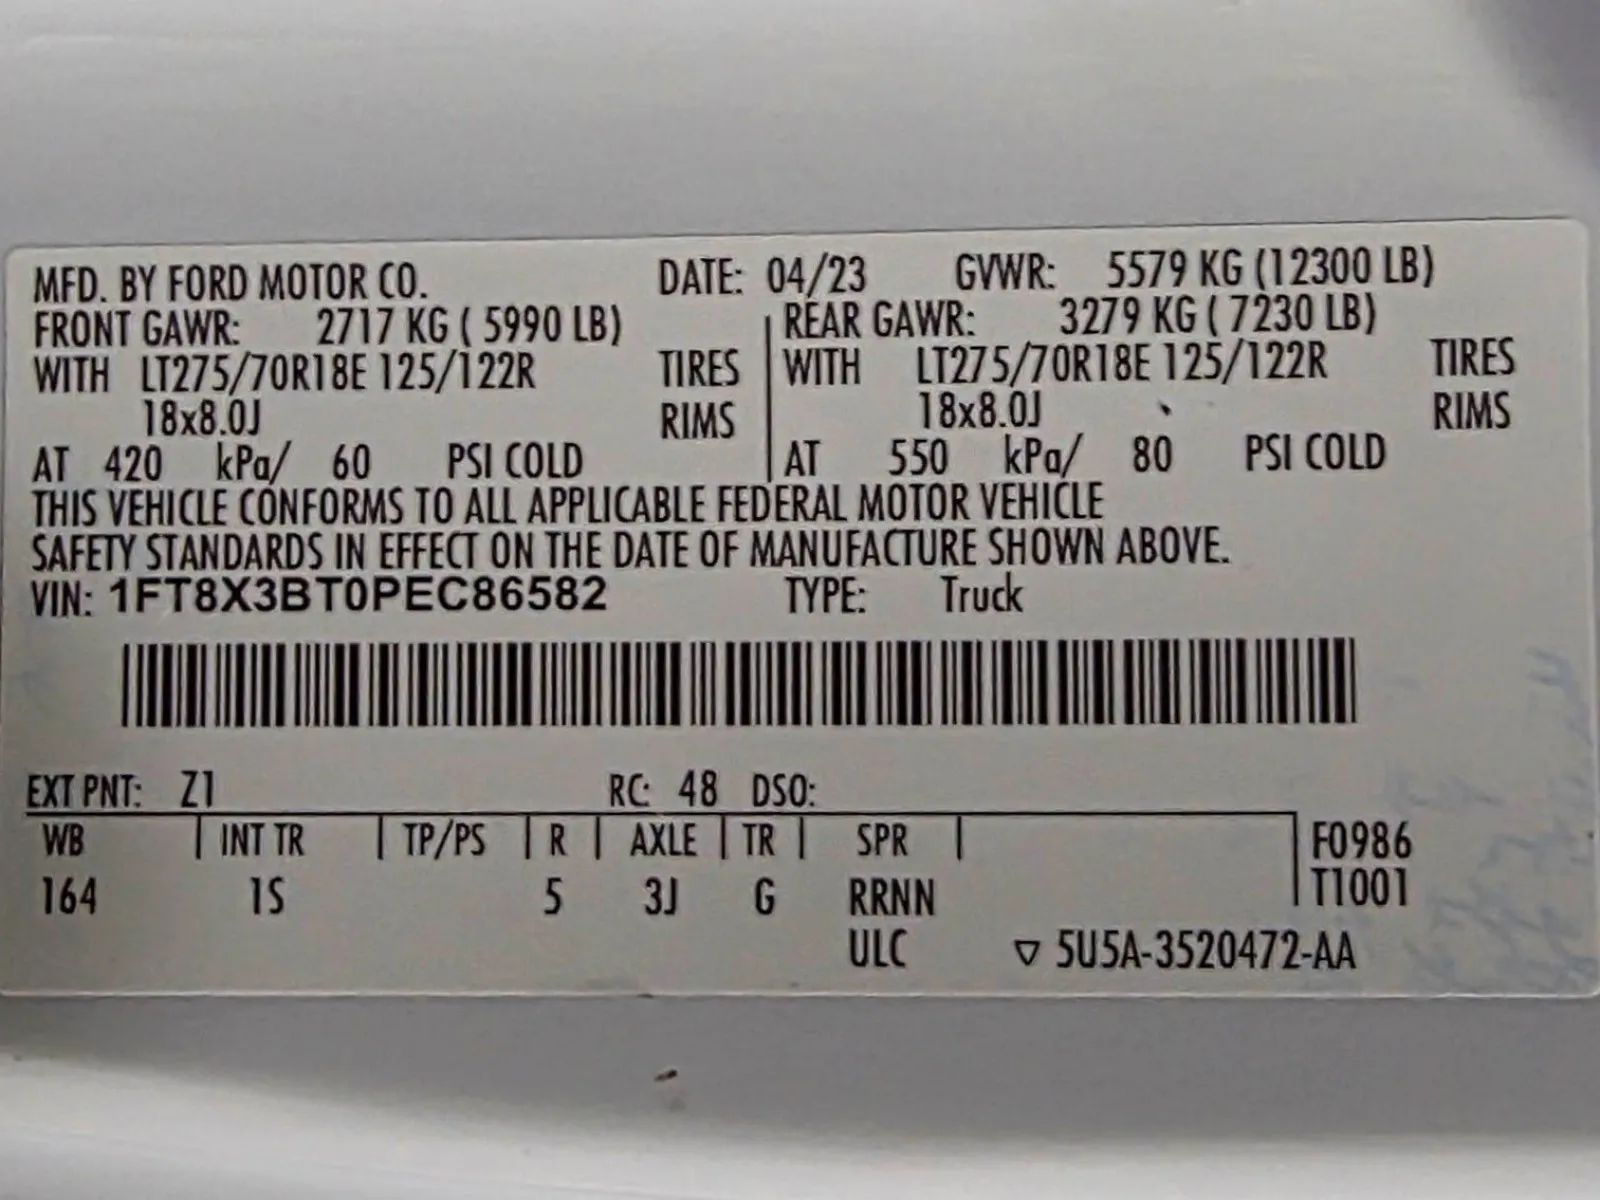 MFD. BY FORD MOTOR CO. DATE: 04/23 GVWR: 5579 KG (12300 LB)
FRONT GAWR: 2717 KG ( 5990 LB) REAR GAWR: 3279 KG ( 7230 LB)
WITH LT275/70R18E 125/122R TIRES WITH LT275/70R18E 125/122R TIRES
18x8.0J RIMS 18x8.0J RIMS
AT 420 kPa/ 60 PSI COLD AT 550 kPa/ 80 PSI COLD
THIS VEHICLE CONFORMS TO ALL APPLICABLE FEDERAL MOTOR VEHICLE
SAFETY STANDARDS IN EFFECT ON THE DATE OF MANUFACTURE SHOWN ABOVE.
VIN: 1FT8X3BT0PEC86582 TYPE: Truck
EXT PNT: Z1 RC: 48 DSO:
WB INT TR TP/PS R AXLE TR SPR F0986
164 1S 5 3J G RRNN T1001
ULC ▽ 5U5A-3520472-AA